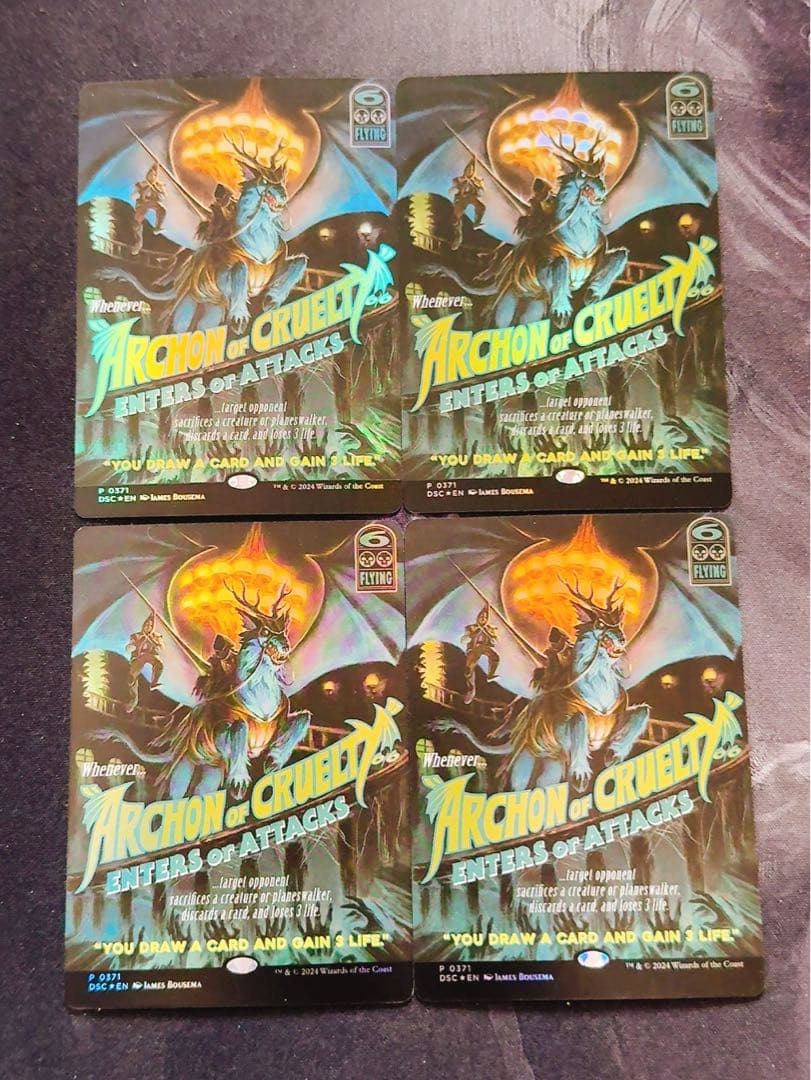 6
FLYING
Whenever...
ARCHON OF CRUELTY
ENTERS or ATTACKS
...target opponent
sacrifices a creature or planeswalker,
discards a card, and loses 3 life.
"YOU DRAW A CARD AND GAIN 3 LIFE."
P 0371
DSC★EN JAMES BOUSEMA
™ & © 2024 Wizards of the Coast
6
FLYING
Whenever...
ARCHON OF CRUELTY
ENTERS or ATTACKS
...target opponent
sacrifices a creature or planeswalker,
discards a card, and loses 3 life.
"YOU DRAW A CARD AND GAIN 3 LIFE."
P 0371
DSC★EN JAMES BOUSEMA
™ & © 2024 Wizards of the Coast
6
FLYING
Whenever...
ARCHON OF CRUELTY
ENTERS or ATTACKS
...target opponent
sacrifices a creature or planeswalker,
discards a card, and loses 3 life.
"YOU DRAW A CARD AND GAIN 3 LIFE."
P 0371
DSC★EN JAMES BOUSEMA
™ & © 2024 Wizards of the Coast
6
FLYING
Whenever...
ARCHON OF CRUELTY
ENTERS or ATTACKS
...target opponent
sacrifices a creature or planeswalker,
discards a card, and loses 3 life.
"YOU DRAW A CARD AND GAIN 3 LIFE."
P 0371
DSC★EN JAMES BOUSEMA
™ & © 2024 Wizards of the Coast